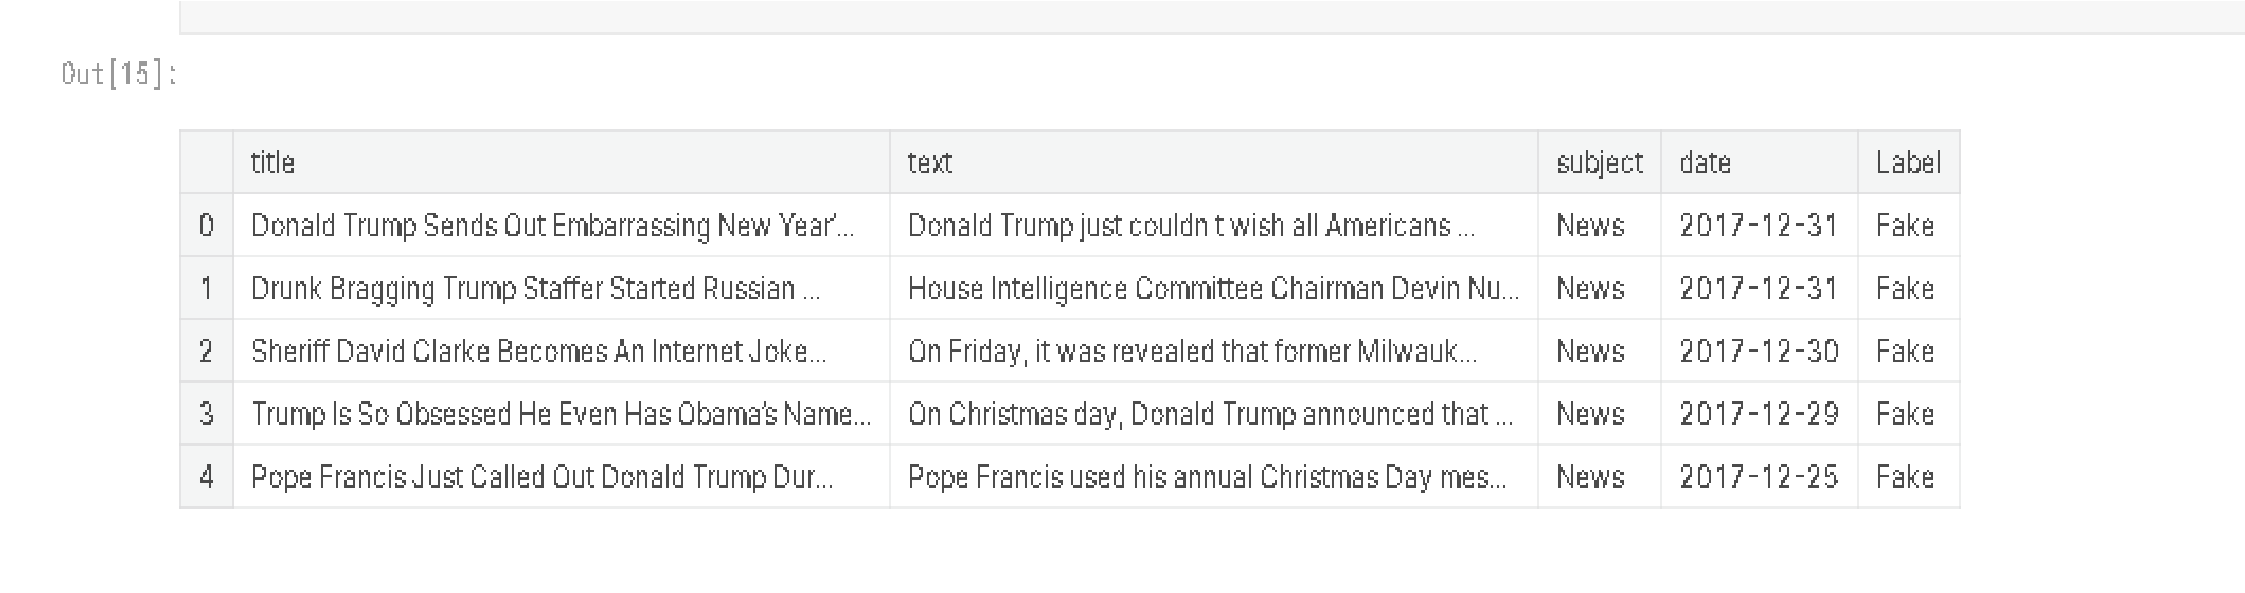 Out[15]:
title text subject date Label
0 Donald Trump Sends Out Embarrassing New Year'... Donald Trump just couldn t wish all Americans ... News 2017-12-31 Fake
1 Drunk Bragging Trump Staffer Started Russian ... House Intelligence Committee Chairman Devin Nu... News 2017-12-31 Fake
2 Sheriff David Clarke Becomes An Internet Joke... On Friday, it was revealed that former Milwauk... News 2017-12-30 Fake
3 Trump Is So Obsessed He Even Has Obama's Name... On Christmas day, Donald Trump announced that ... News 2017-12-29 Fake
4 Pope Francis Just Called Out Donald Trump Dur... Pope Francis used his annual Christmas Day mes... News 2017-12-25 Fake